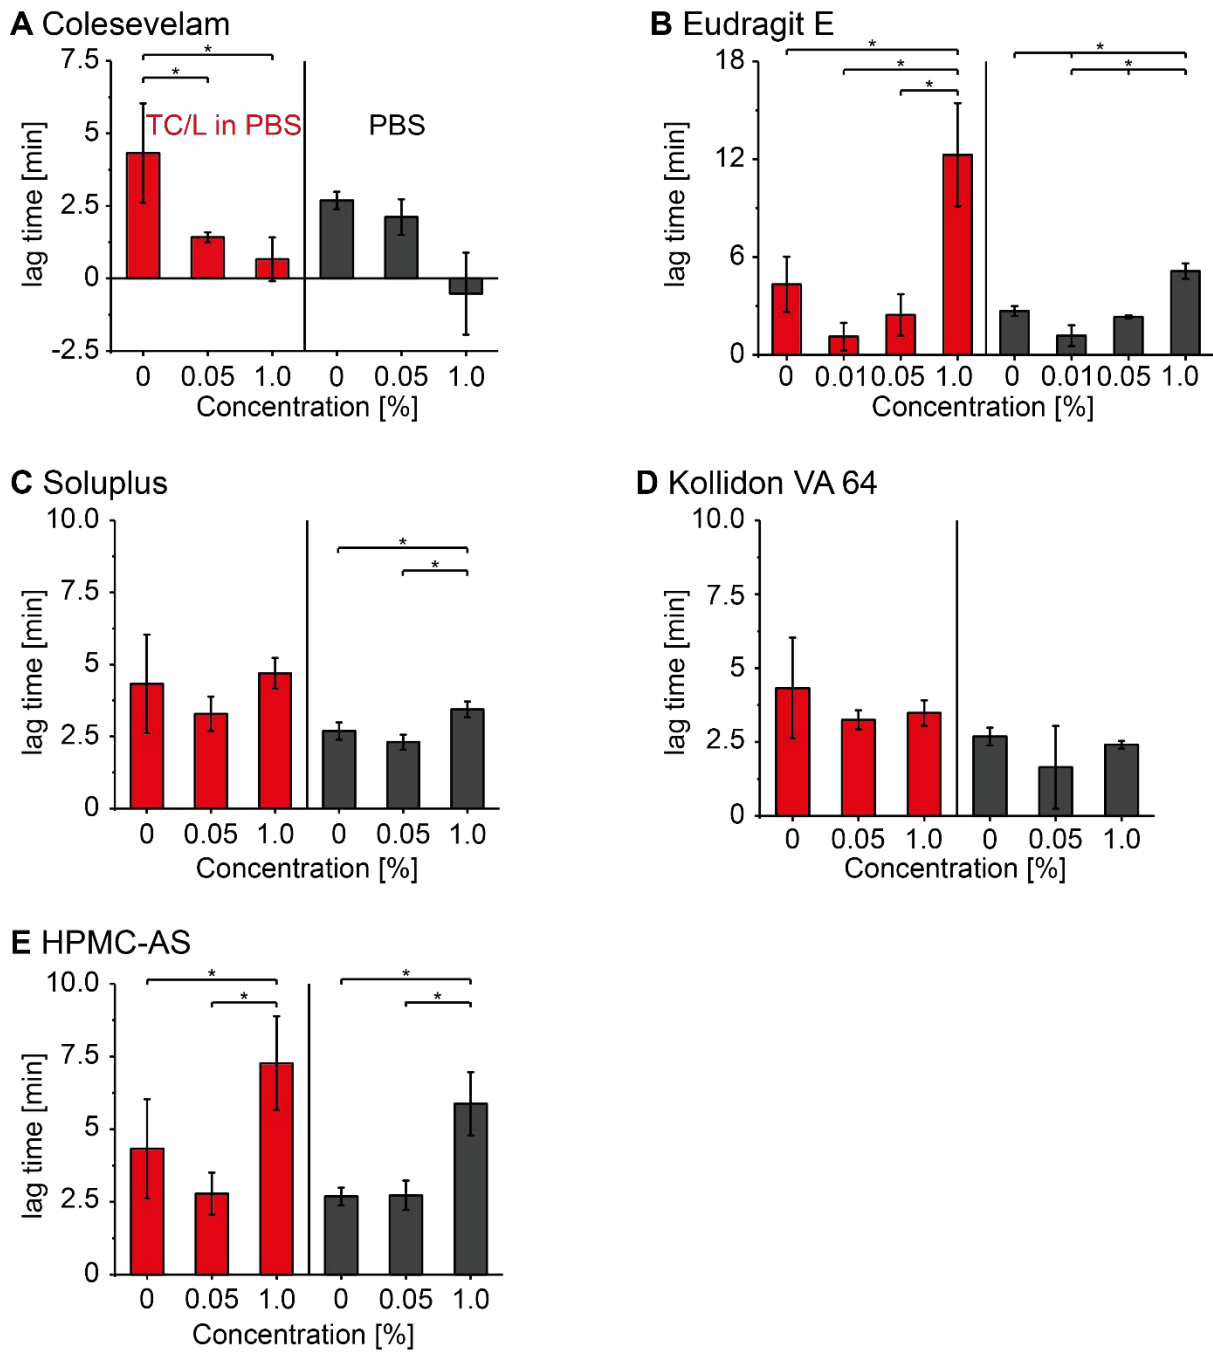 A Colesevelam
* *
7.5
5
2.5
0
-2.5
lag time [min]
TC/L in PBS
PBS
0 0.05 1.0 0 0.05 1.0
Concentration [%]
B Eudragit E
* * * * *
18
12
6
0
lag time [min]
0 0.01 0.05 1.0 0 0.01 0.05 1.0
Concentration [%]
C Soluplus
* *
10.0
7.5
5
2.5
0
lag time [min]
0 0.05 1.0 0 0.05 1.0
Concentration [%]
D Kollidon VA 64
10.0
7.5
5
2.5
0
lag time [min]
0 0.05 1.0 0 0.05 1.0
Concentration [%]
E HPMC-AS
* * * *
10.0
7.5
5
2.5
0
lag time [min]
0 0.05 1.0 0 0.05 1.0
Concentration [%]